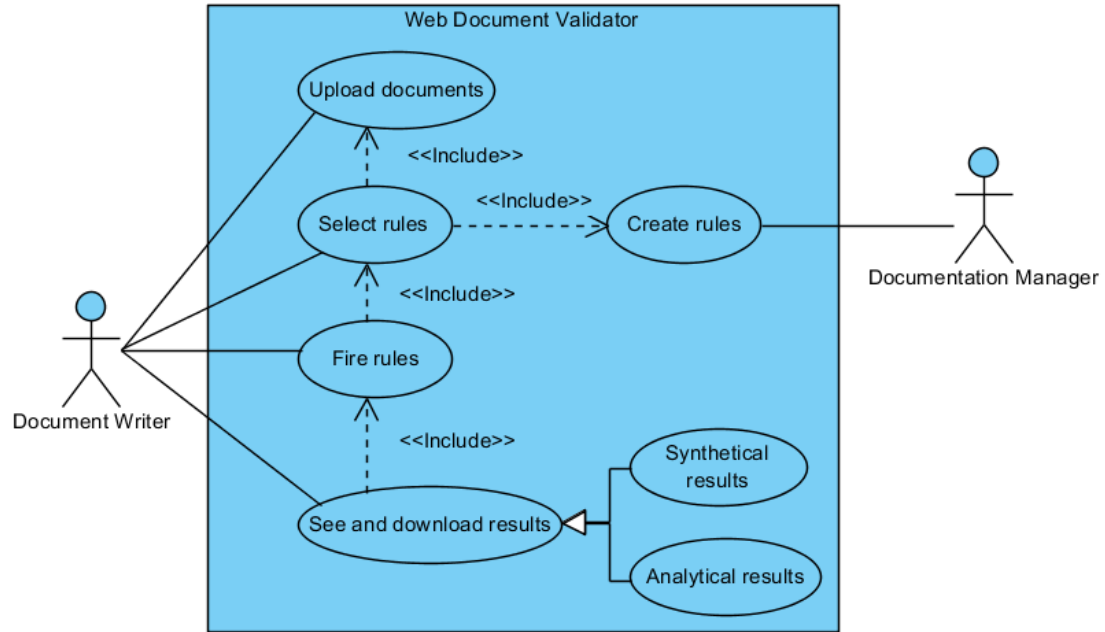 Web Document Validator
Upload documents
<<Include>>
<<Include>>
Select rules
Create rules
Documentation Manager
<<Include>>
Fire rules
Document Writer
<<Include>>
Synthetical
results
See and download results
Analytical results